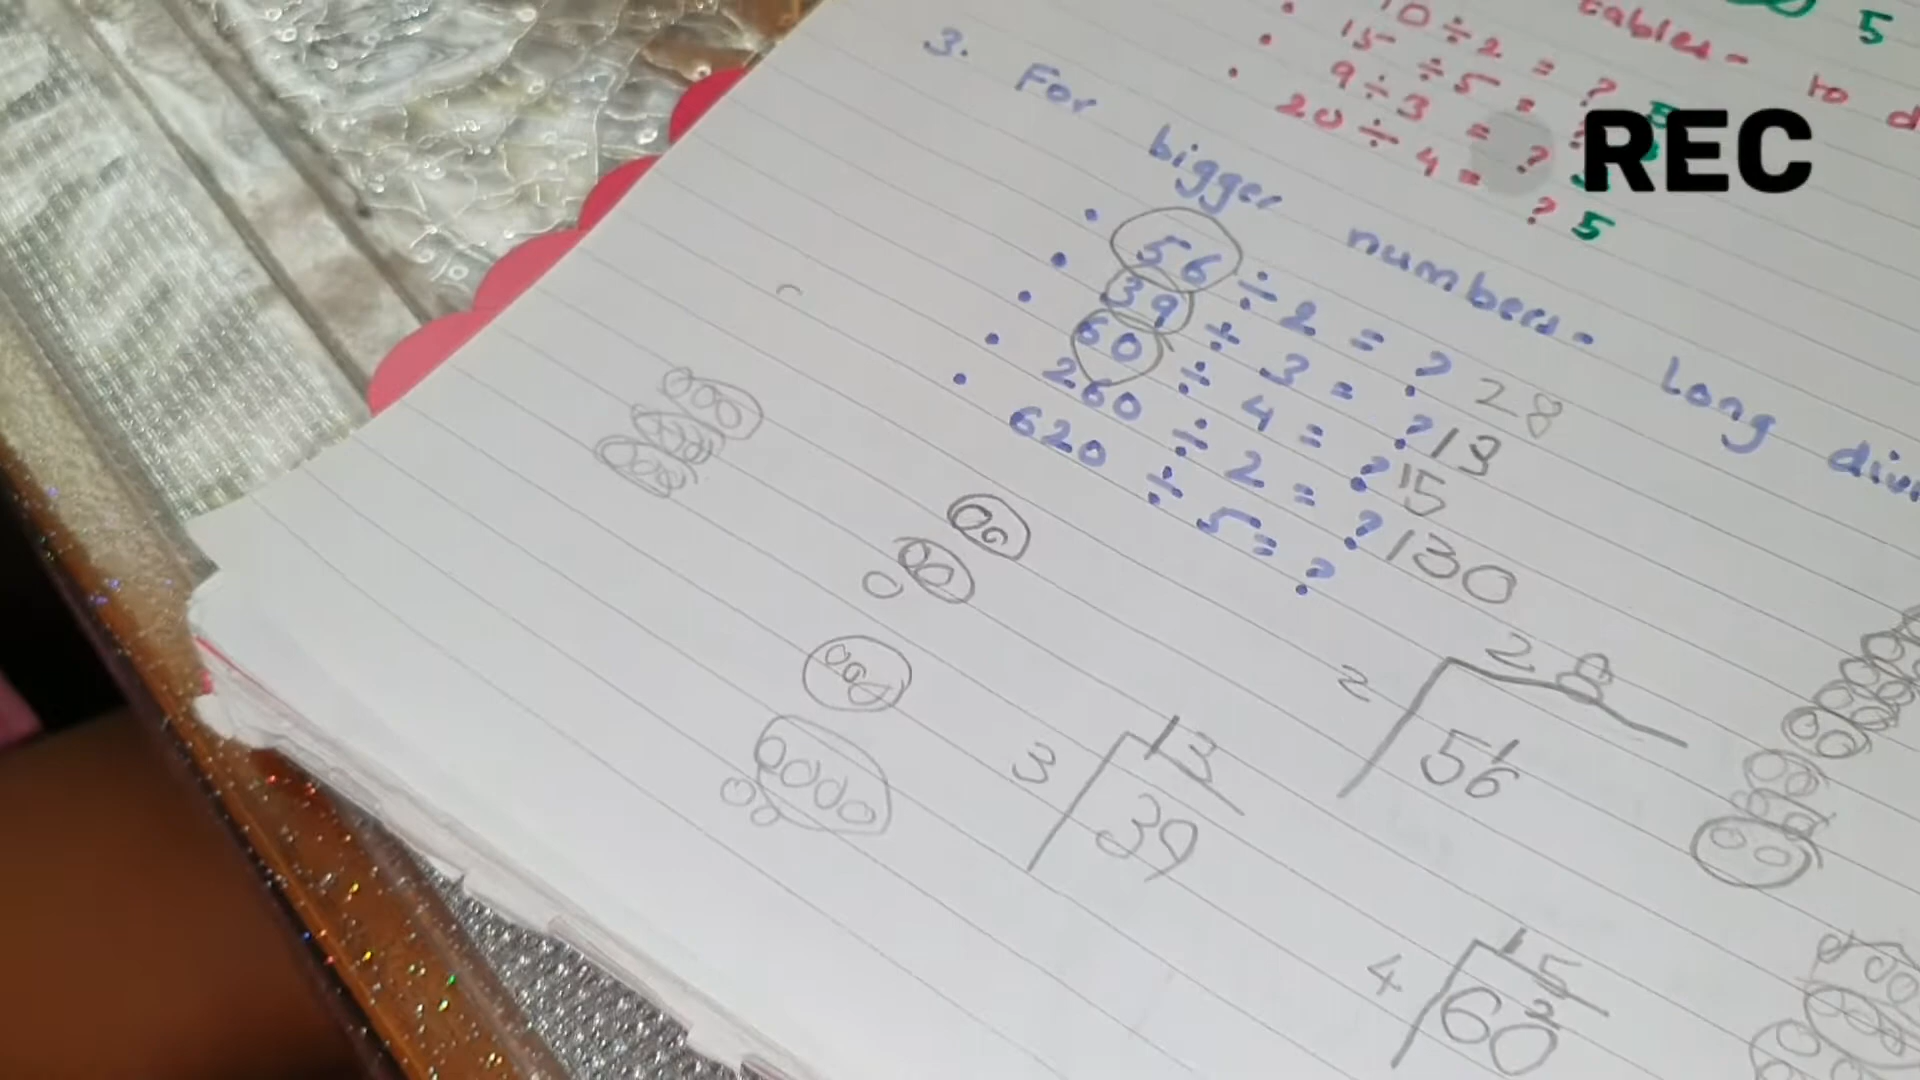 5
tables - to d
10 ÷ 2 = ? 5
15 ÷ 5 =
9 ÷ 3 = ?
20 ÷ 4 = ? 5
REC
3. For bigger numbers - Long div
56 ÷ 2 = ? 28
39 ÷ 3 = ? 13
60 ÷ 4 = ? 15
260 ÷ 2 = ? 130
620 ÷ 5 = ?
28
2 56
13
3 39
15
4 60